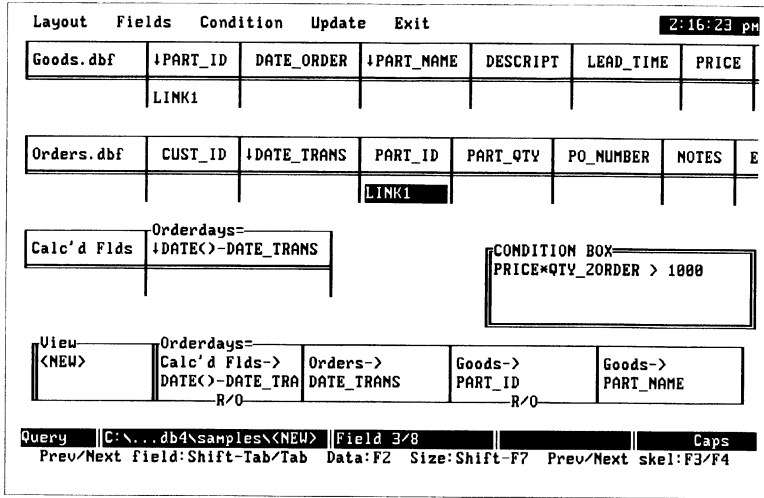 Layout Fields Condition Update Exit 2:16:23 pm
Goods.dbf ↓PART_ID DATE_ORDER ↓PART_NAME DESCRIPT LEAD_TIME PRICE
LINK1
Orders.dbf CUST_ID ↓DATE_TRANS PART_ID PART_QTY PO_NUMBER NOTES E
LINK1
Orderdays=
Calc'd Flds ↓DATE()-DATE_TRANS
CONDITION BOX
PRICE*QTY_2ORDER > 1000
View Orderdays=
<NEW> Calc'd Flds-> Orders-> Goods-> Goods->
DATE()-DATE_TRA DATE_TRANS PART_ID PART_NAME
R/O R/O
Query C:\...db4\samples\<NEW> Field 3/8 Caps
Prev/Next field:Shift-Tab/Tab Data:F2 Size:Shift-F7 Prev/Next skel:F3/F4